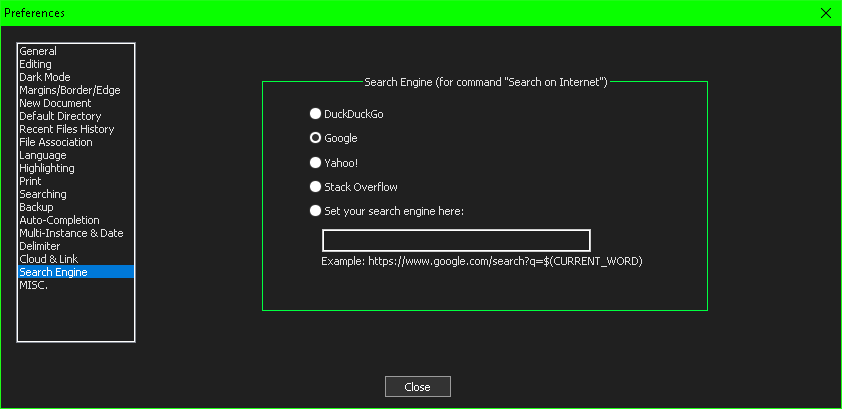 Preferences
General
Editing
Dark Mode
Margins/Border/Edge
New Document
Default Directory
Recent Files History
File Association
Language
Highlighting
Print
Searching
Backup
Auto-Completion
Multi-Instance & Date
Delimiter
Cloud & Link
Search Engine
MISC.
Search Engine (for command "Search on Internet")
DuckDuckGo
Google
Yahoo!
Stack Overflow
Set your search engine here:
Example: https://www.google.com/search?q=$(CURRENT_WORD)
Close